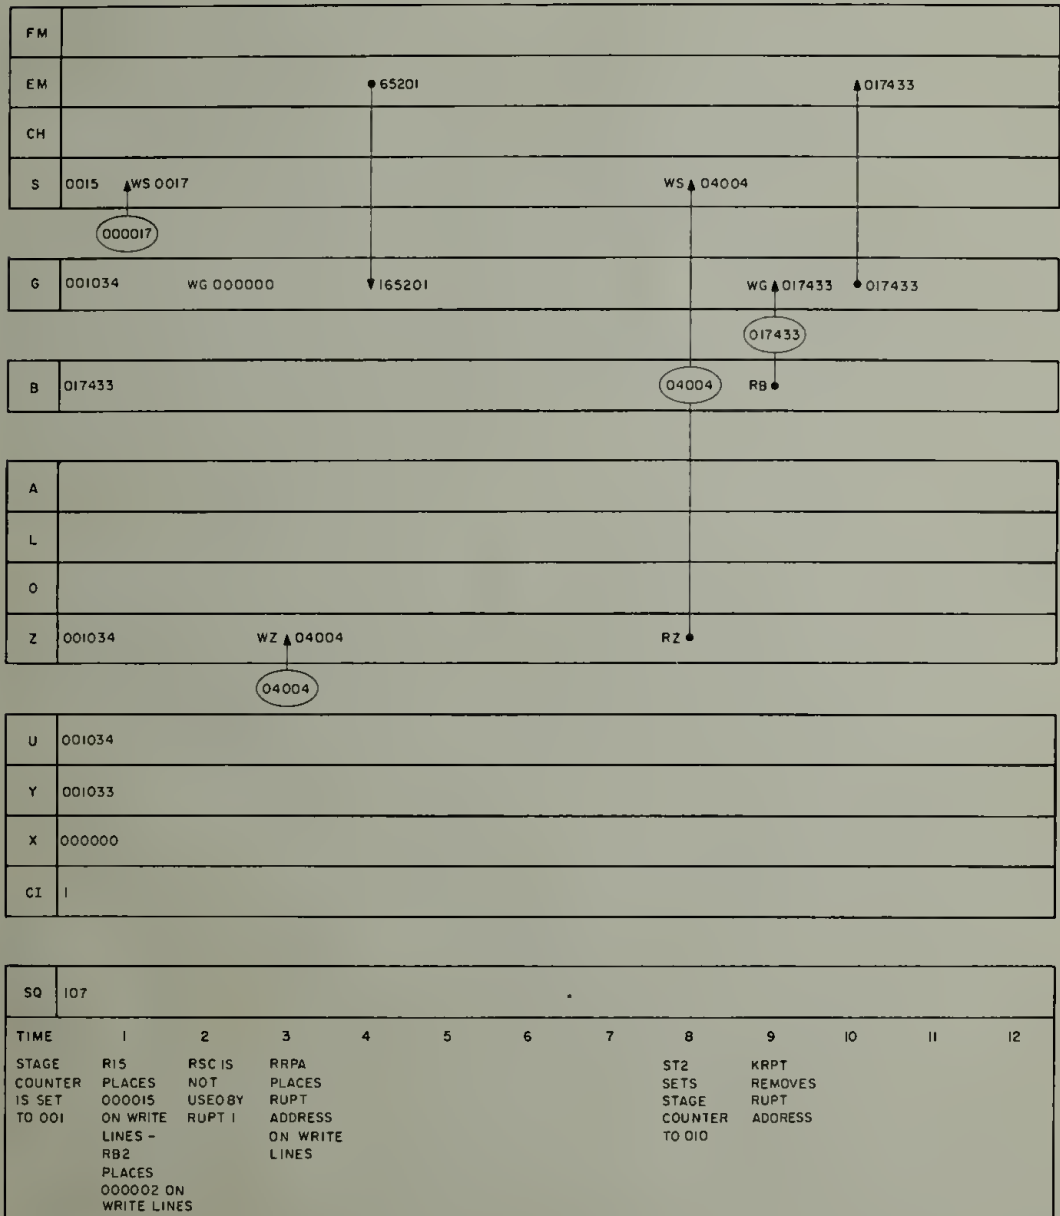 FM
EM 65201 017433
CH
S 0015 WS 0017 WS 04004
000017
G 001034 WG 000000 165201 WG 017433 017433
017433
B 017433 04004 RB
A
L
O
Z 001034 WZ 04004 RZ
04004
U 001034
Y 001033
X 000000
CI 1
SQ 107
TIME 1 2 3 4 5 6 7 8 9 10 11 12
STAGE R15 RSC IS RRPA ST2 KRPT
COUNTER PLACES NOT PLACES SETS REMOVES
IS SET 000015 USED BY RUPT STAGE RUPT
TO 001 ON WRITE RUPT 1 ADDRESS COUNTER ADDRESS
LINES - ON WRITE TO 010
RB2 LINES
PLACES
000002 ON
WRITE LINES